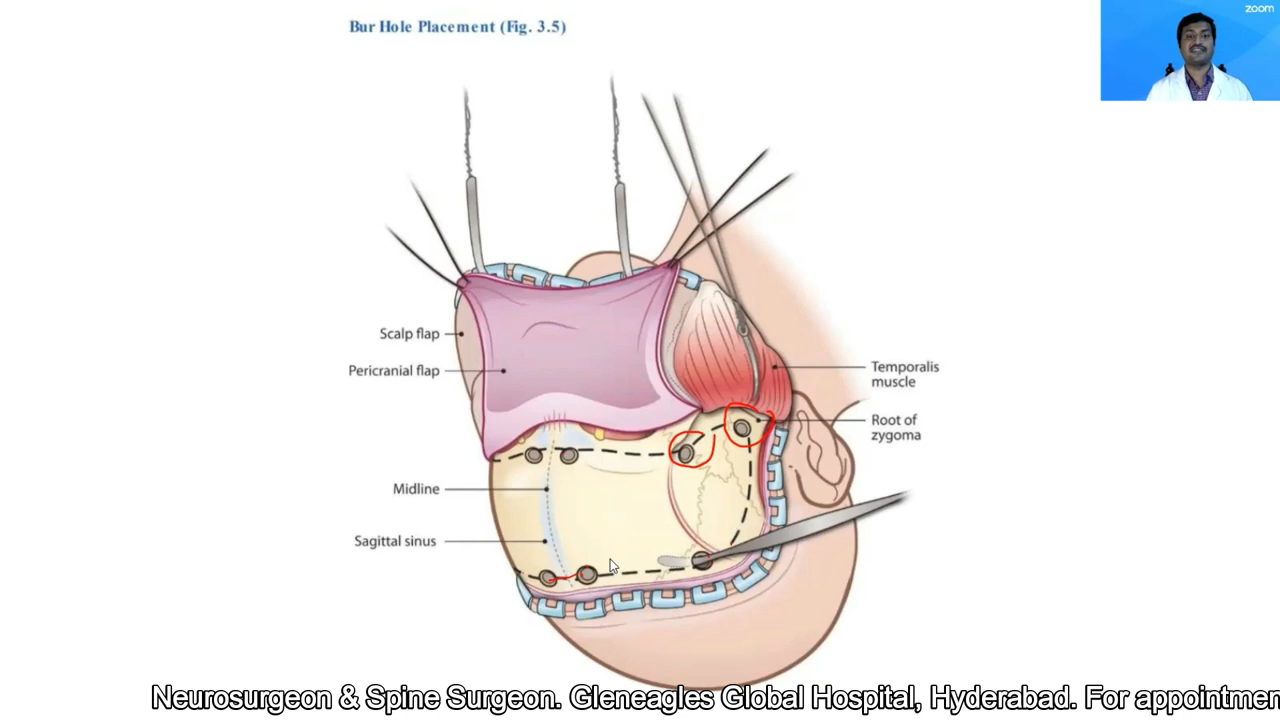 zoom
Bur Hole Placement (Fig. 3.5)
Scalp flap
Pericranial flap
Temporalis
muscle
Root of
zygoma
Midline
Sagittal sinus
Neurosurgeon & Spine Surgeon. Gleneagles Global Hospital, Hyderabad. For appointmen